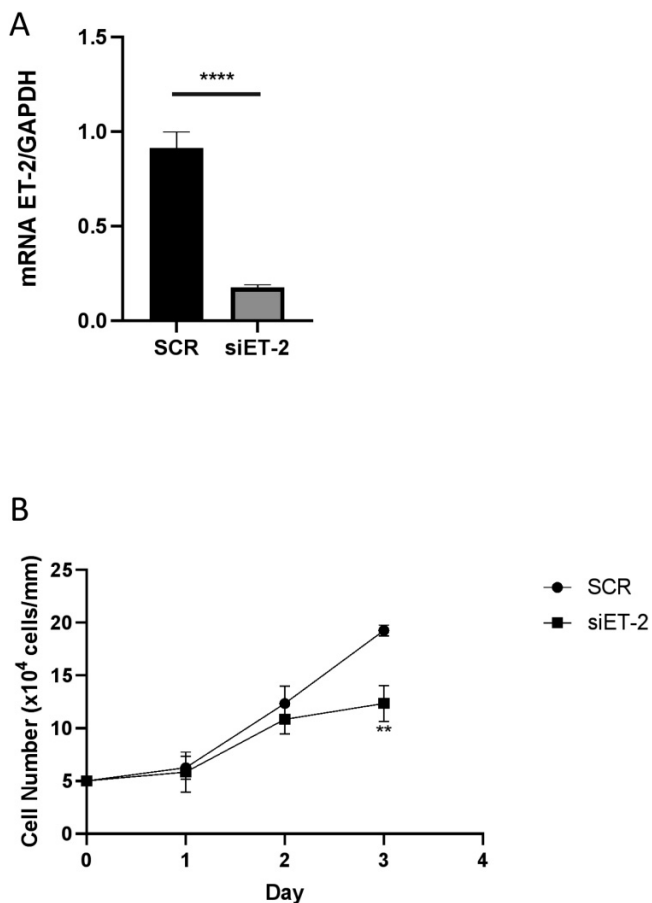 A
mRNA ET-2/GAPDH
1.5
1.0
0.5
0.0
****
SCR
siET-2
B
Cell Number (x10⁴ cells/mm)
25
20
15
10
5
0
**
0
1
2
3
4
Day
SCR
siET-2